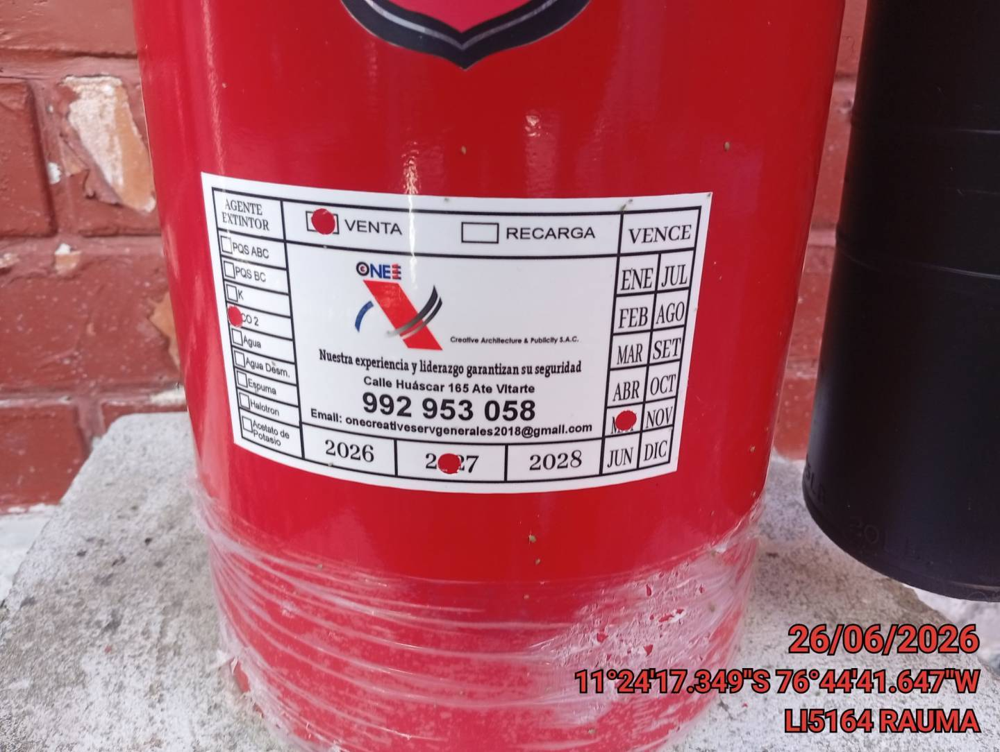 AGENTE
EXTINTOR
VENTA
RECARGA
VENCE
PQS ABC
PQS BC
K
CO 2
Agua
Agua Desm.
Espuma
Halotron
Acetato de
Potasio
ONEE
Creative Architecture & Publicity S.A.C.
Nuestra experiencia y liderazgo garantizan su seguridad
Calle Huáscar 165 Ate Vitarte
992 953 058
Email: onecreativeservgenerales2018@gmail.com
2026
2 27
2028
ENE JUL
FEB AGO
MAR SET
ABR OCT
NOV
JUN DIC
26/06/2026
11°24'17.349"S 76°44'41.647"W
LI5164 RAUMA